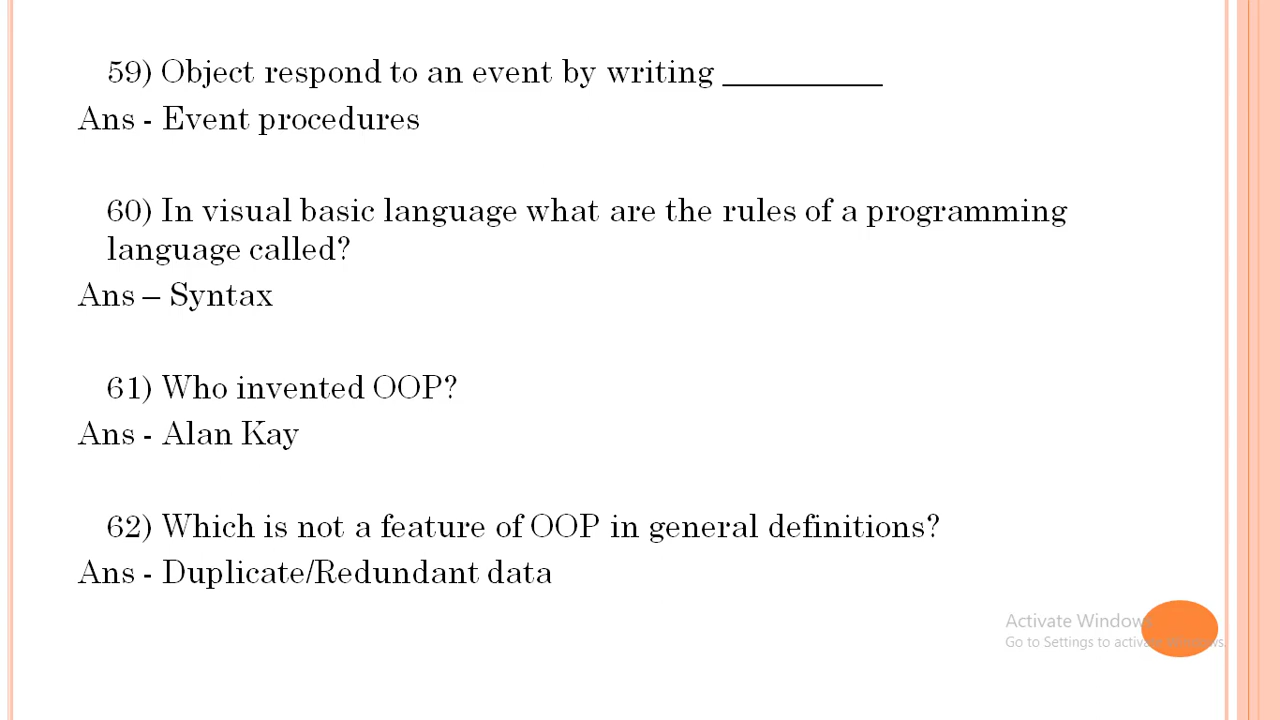 59) Object respond to an event by writing __________
Ans - Event procedures
60) In visual basic language what are the rules of a programming
language called?
Ans – Syntax
61) Who invented OOP?
Ans - Alan Kay
62) Which is not a feature of OOP in general definitions?
Ans - Duplicate/Redundant data
Activate Windows
Go to Settings to activate Windows.